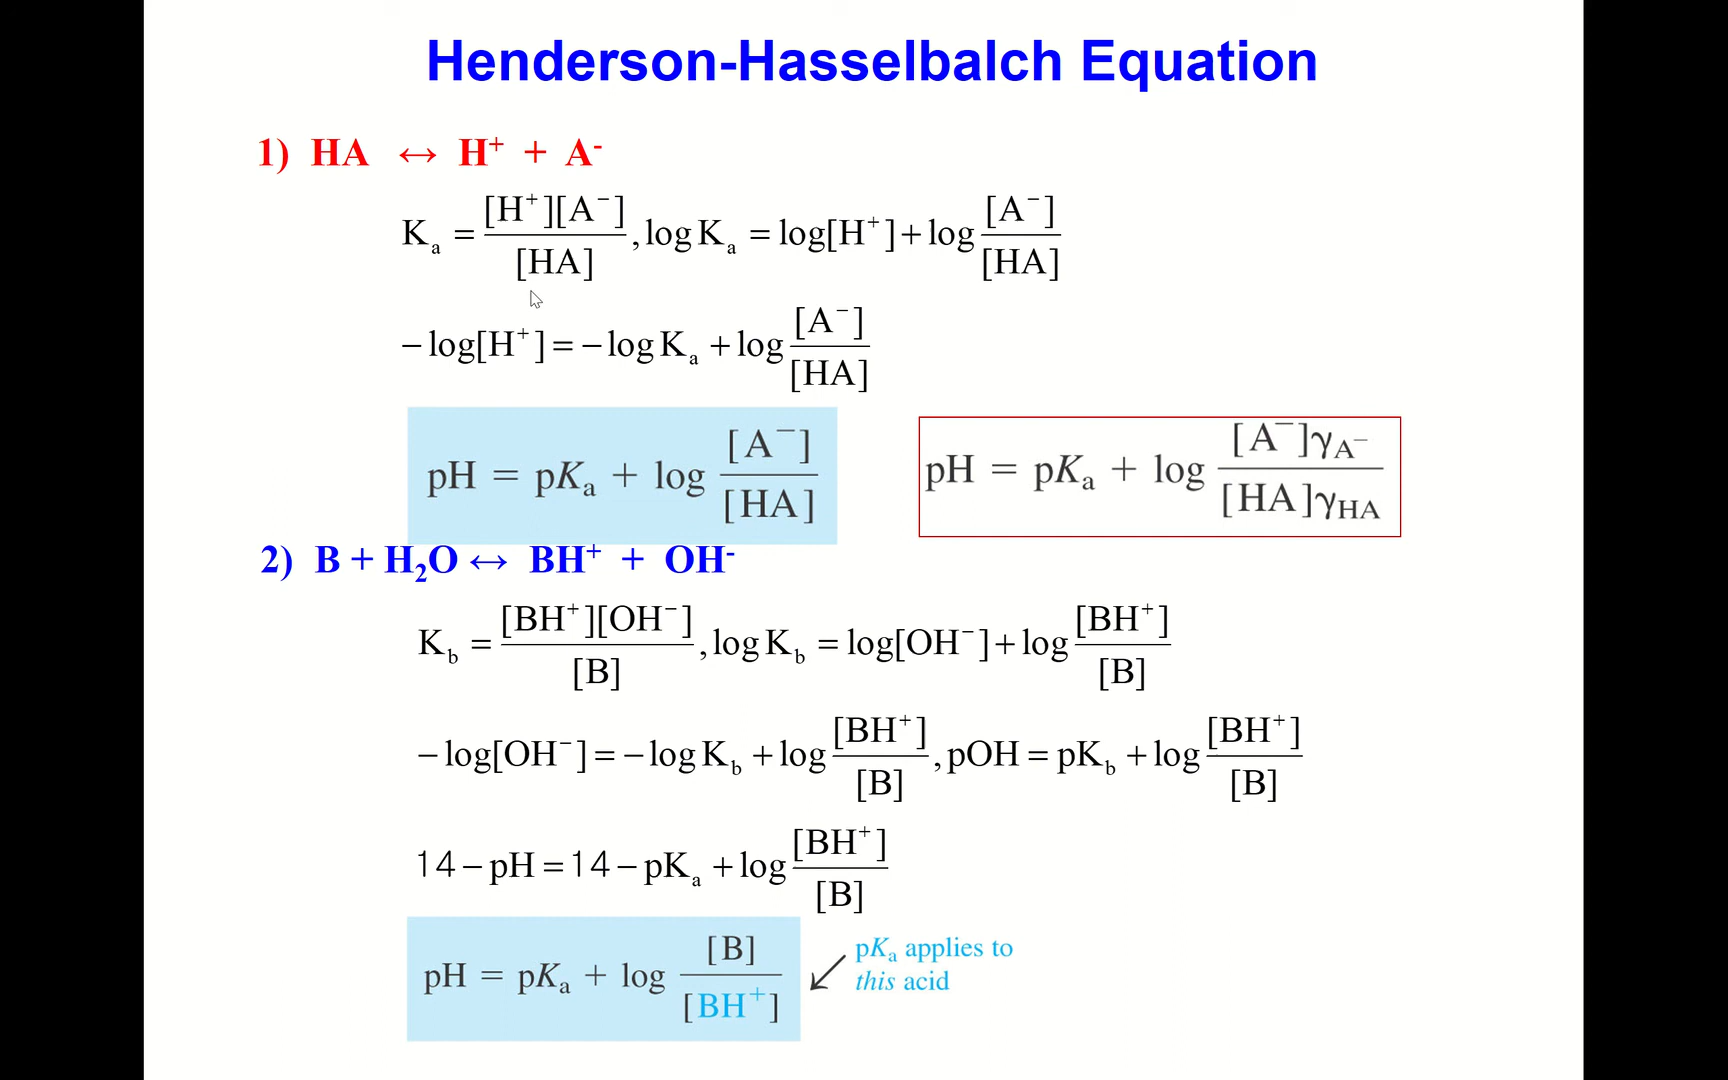 Henderson-Hasselbalch Equation
1) HA ↔ H⁺ + A⁻
Kₐ = [H⁺][A⁻] / [HA] , log Kₐ = log[H⁺] + log [A⁻] / [HA]
− log[H⁺] = − log Kₐ + log [A⁻] / [HA]
pH = pKₐ + log [A⁻] / [HA]
pH = pKₐ + log [A⁻]γ_A⁻ / [HA]γ_HA
2) B + H₂O ↔ BH⁺ + OH⁻
K_b = [BH⁺][OH⁻] / [B] , log K_b = log[OH⁻] + log [BH⁺] / [B]
− log[OH⁻] = − log K_b + log [BH⁺] / [B] , pOH = pK_b + log [BH⁺] / [B]
14 − pH = 14 − pKₐ + log [BH⁺] / [B]
pH = pKₐ + log [B] / [BH⁺]
pKₐ applies to
this acid